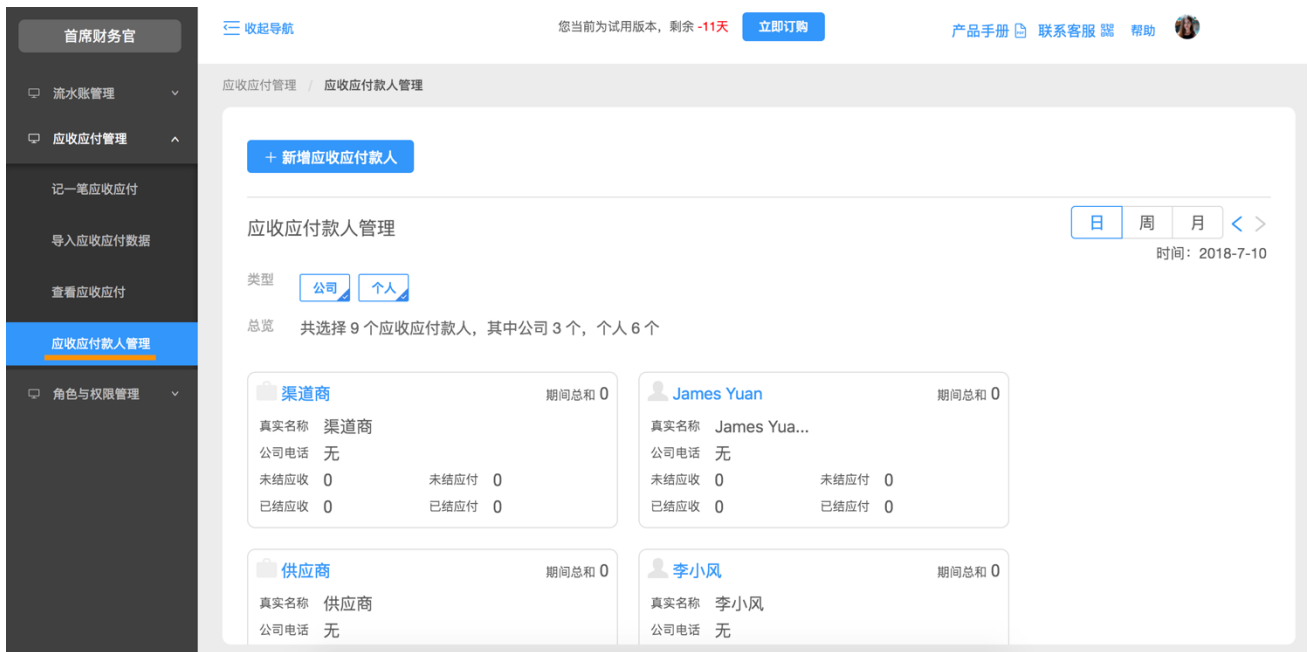 首席财务官
收起导航
您当前为试用版本，剩余 -11天
立即订购
产品手册
联系客服
帮助
流水账管理
应收应付管理
记一笔应收应付
导入应收应付数据
查看应收应付
应收应付款人管理
角色与权限管理
应收应付管理 / 应收应付款人管理
+ 新增应收应付款人
应收应付款人管理
日 周 月 < >
时间：2018-7-10
类型 公司 个人
总览 共选择 9 个应收应付款人，其中公司 3 个，个人 6 个
渠道商 期间总和 0
真实名称 渠道商
公司电话 无
未结应收 0 未结应付 0
已结应收 0 已结应付 0
James Yuan 期间总和 0
真实名称 James Yua...
公司电话 无
未结应收 0 未结应付 0
已结应收 0 已结应付 0
供应商 期间总和 0
真实名称 供应商
公司电话 无
李小风 期间总和 0
真实名称 李小风
公司电话 无